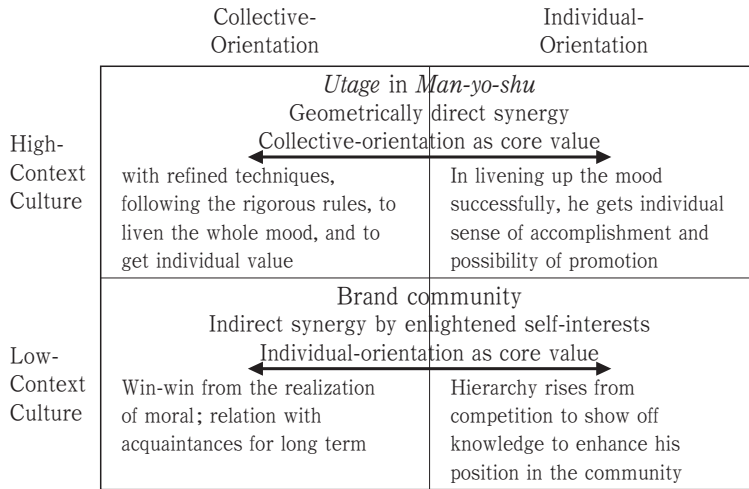 Collective-
Orientation
Individual-
Orientation
High-
Context
Culture
Utage in Man-yo-shu
Geometrically direct synergy
Collective-orientation as core value
with refined techniques,
following the rigorous rules, to
liven the whole mood, and to
get individual value
In livening up the mood
successfully, he gets individual
sense of accomplishment and
possibility of promotion
Low-
Context
Culture
Brand community
Indirect synergy by enlightened self-interests
Individual-orientation as core value
Win-win from the realization
of moral; relation with
acquaintances for long term
Hierarchy rises from
competition to show off
knowledge to enhance his
position in the community